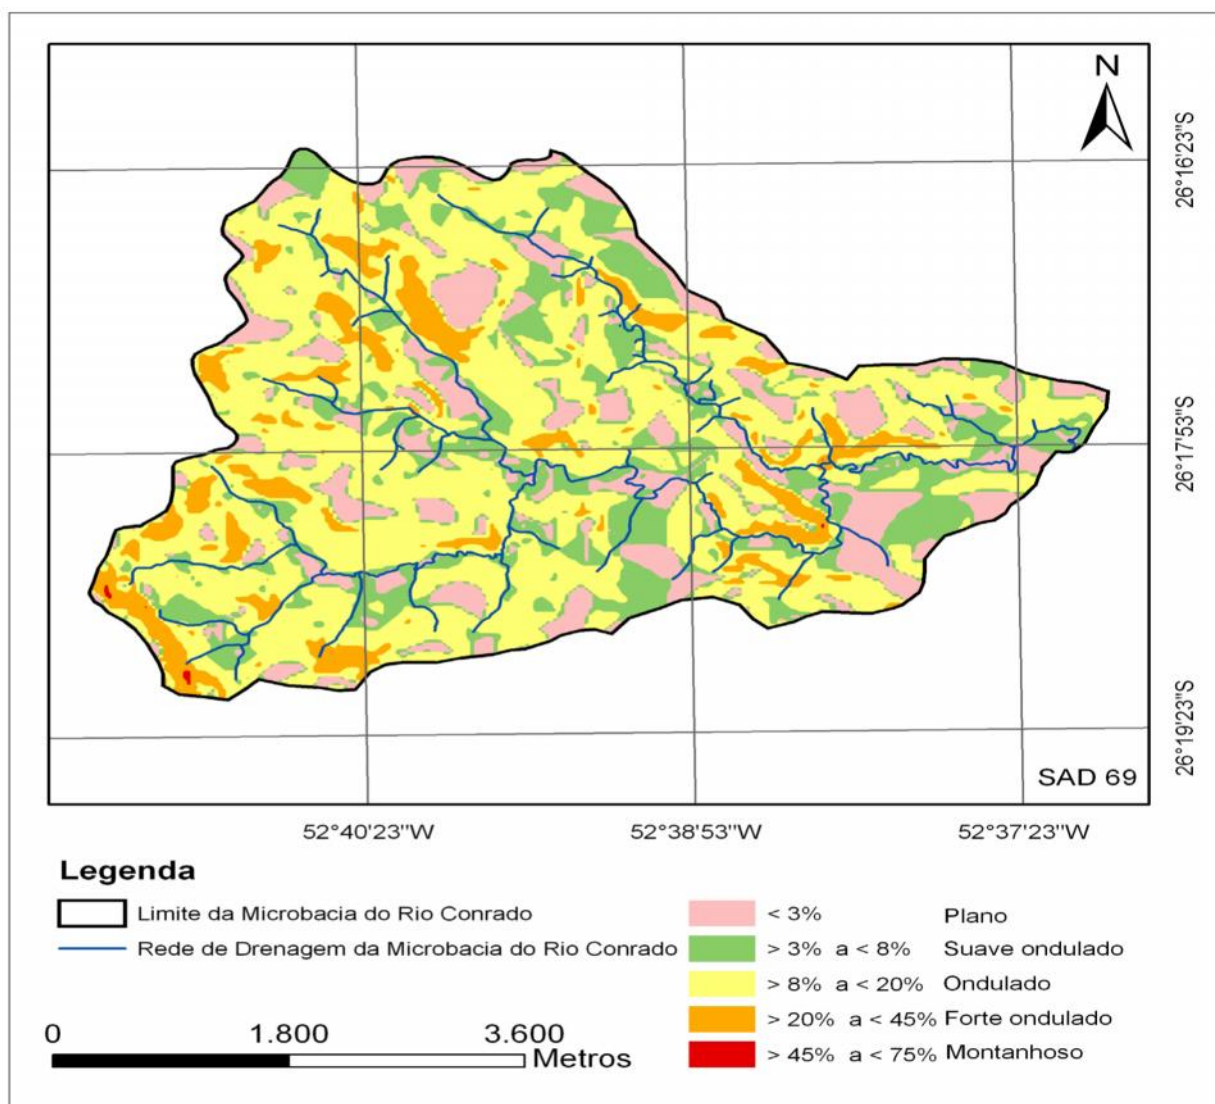 N
26°16'23"S
26°17'53"S
26°19'23"S
SAD 69
52°40'23"W 52°38'53"W 52°37'23"W
Legenda
Limite da Microbacia do Rio Conrado
Rede de Drenagem da Microbacia do Rio Conrado
< 3% Plano
> 3% a < 8% Suave ondulado
> 8% a < 20% Ondulado
> 20% a < 45% Forte ondulado
> 45% a < 75% Montanhoso
0 1.800 3.600
Metros